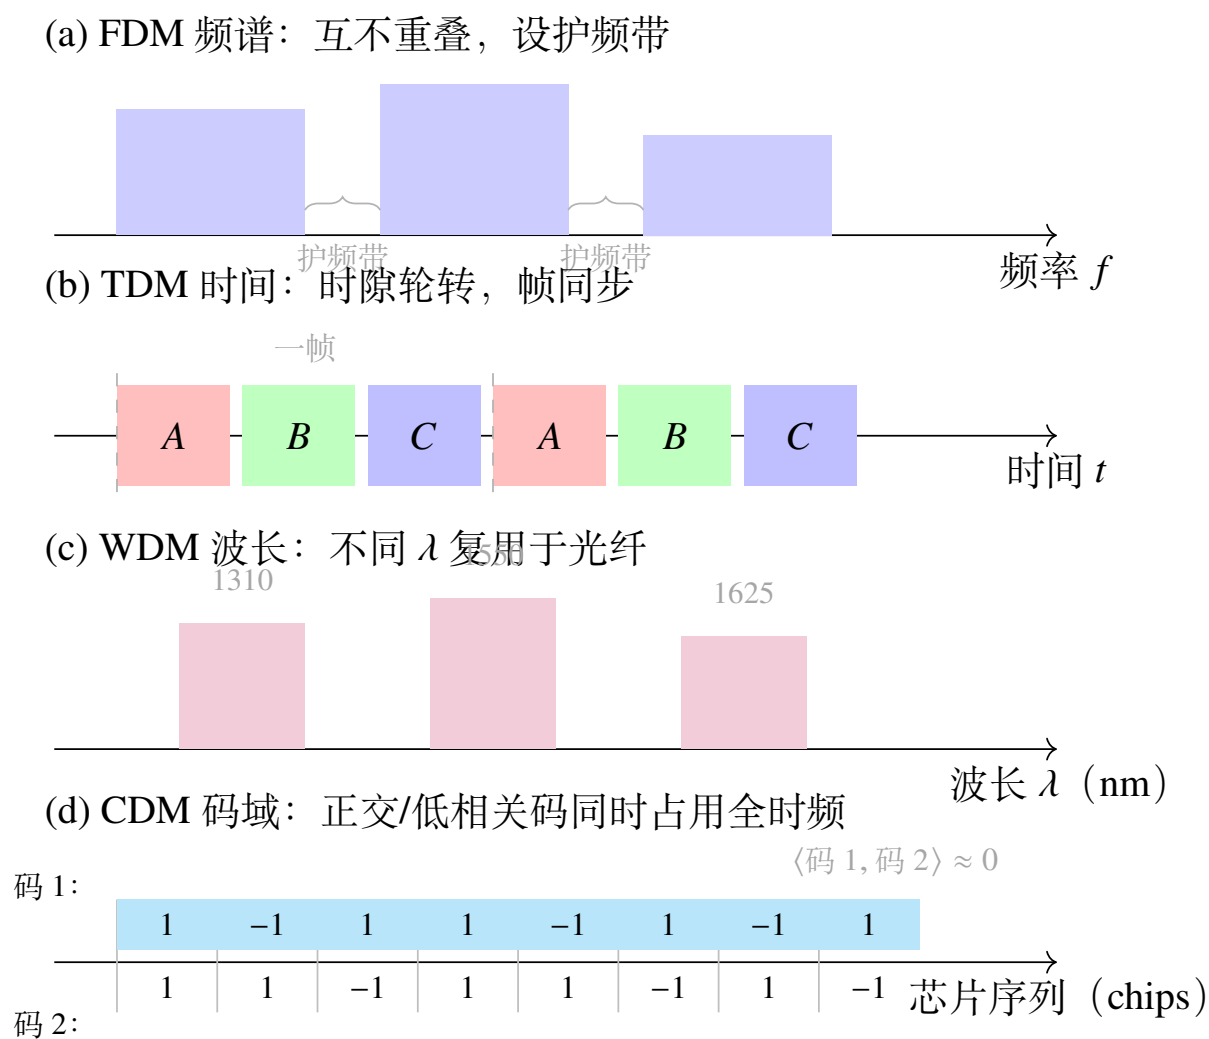 (a) FDM 频谱：互不重叠，设护频带
护频带 护频带
频率 f
(b) TDM 时间：时隙轮转，帧同步
一帧
A B C A B C
时间 t
(c) WDM 波长：不同 λ 复用于光纤
1310 1550 1625
波长 λ（nm）
(d) CDM 码域：正交/低相关码同时占用全时频
⟨码 1, 码 2⟩ ≈ 0
码 1：
1 −1 1 1 −1 1 −1 1
1 1 −1 1 1 −1 1 −1
芯片序列（chips）
码 2：